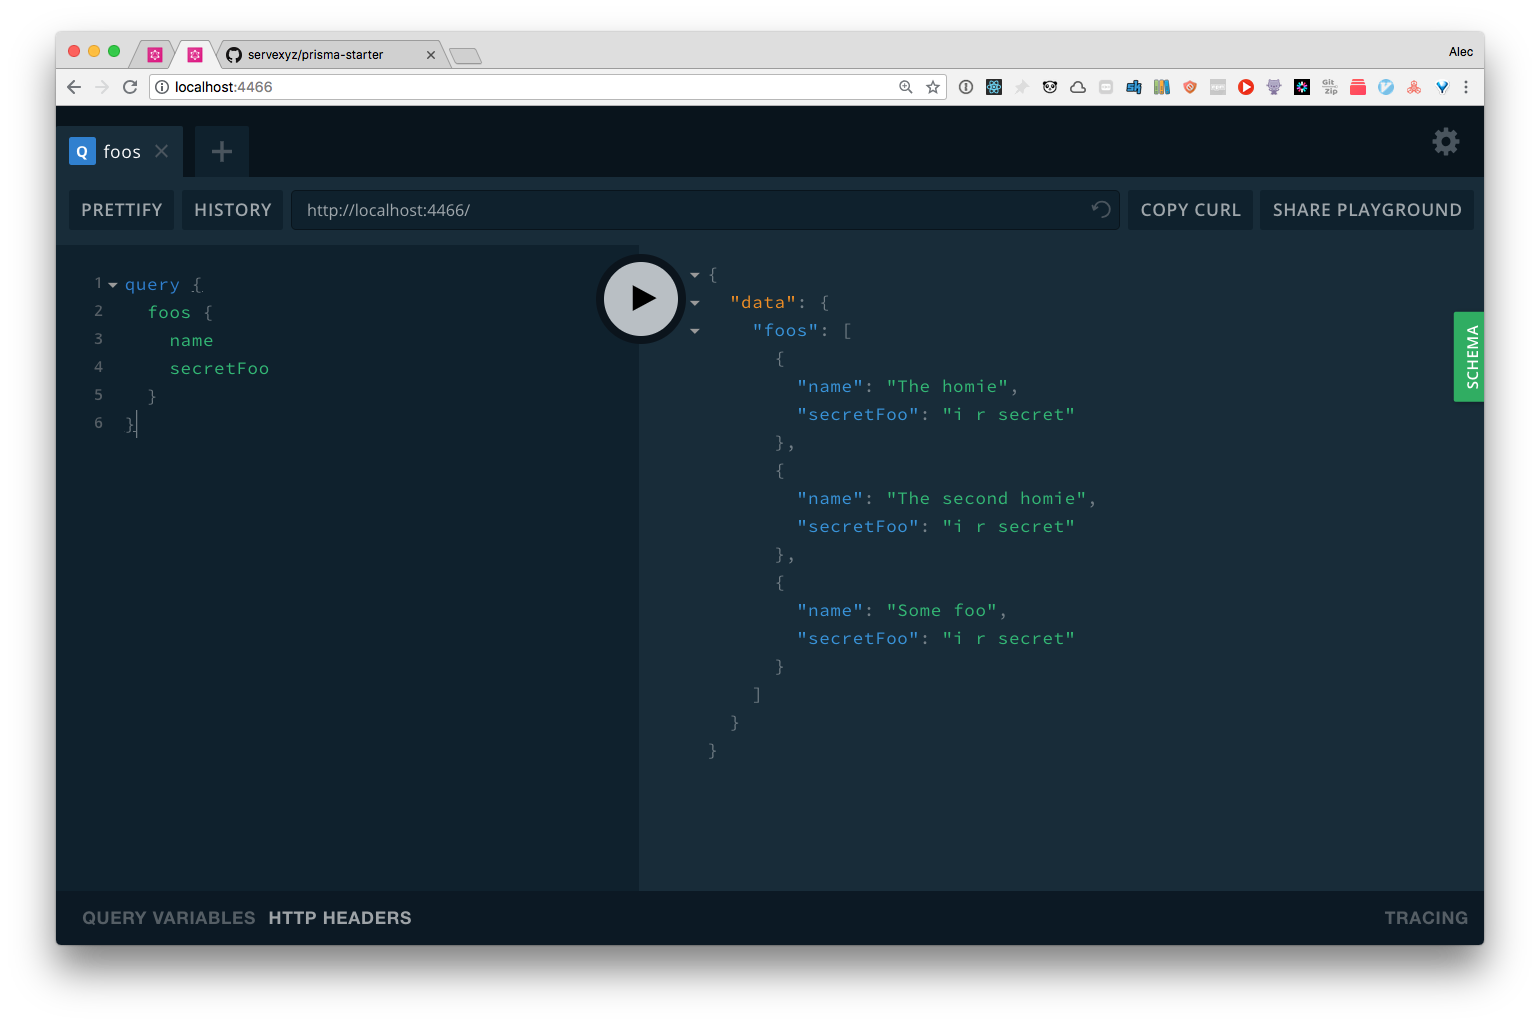 servexyz/prisma-starter
Alec
localhost:4466
Git
Zip
Q foos
PRETTIFY HISTORY http://localhost:4466/ COPY CURL SHARE PLAYGROUND
1 query {
2 foos {
3 name
4 secretFoo
5 }
6 }
{
"data": {
"foos": [
{
"name": "The homie",
"secretFoo": "i r secret"
},
{
"name": "The second homie",
"secretFoo": "i r secret"
},
{
"name": "Some foo",
"secretFoo": "i r secret"
}
]
}
}
SCHEMA
QUERY VARIABLES HTTP HEADERS TRACING